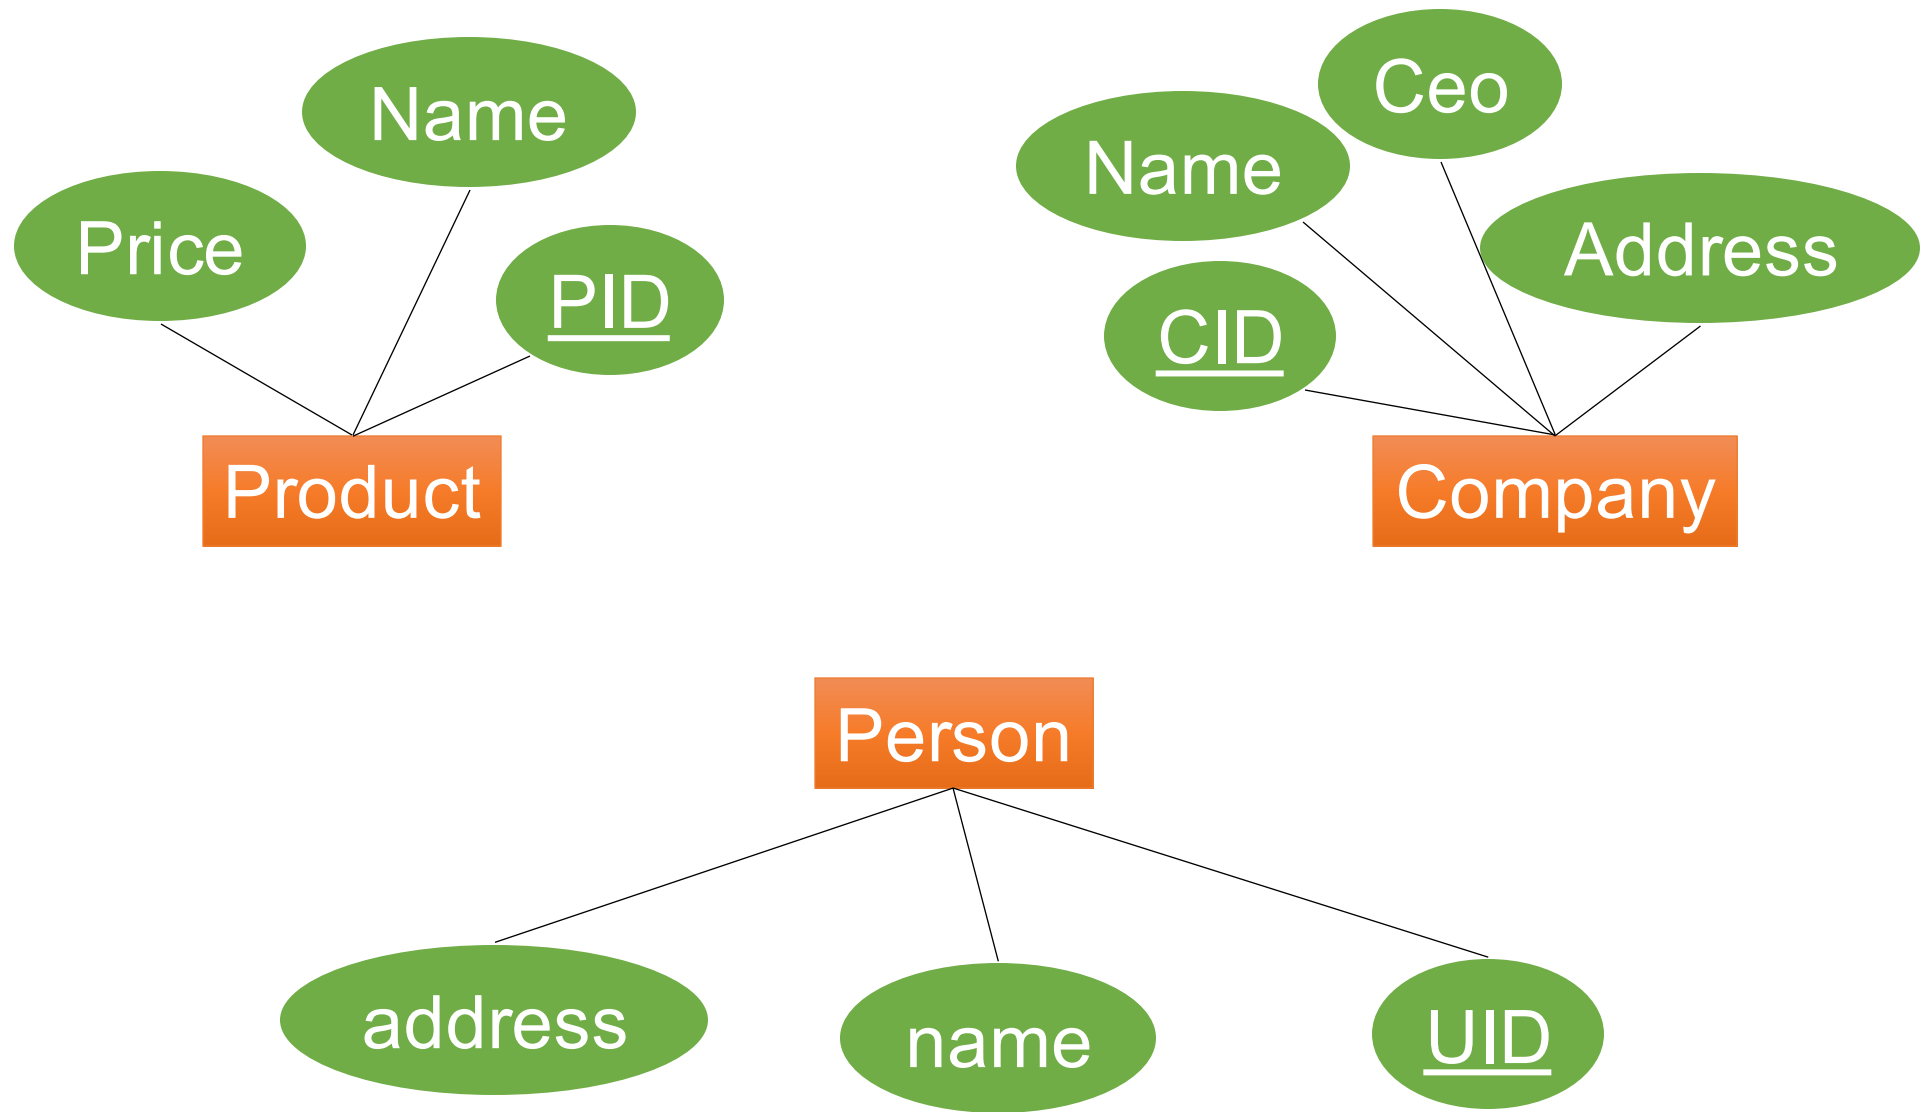 Ceo
Name
Name
Price
Address
PID
CID
Product
Company
Person
address
name
UID